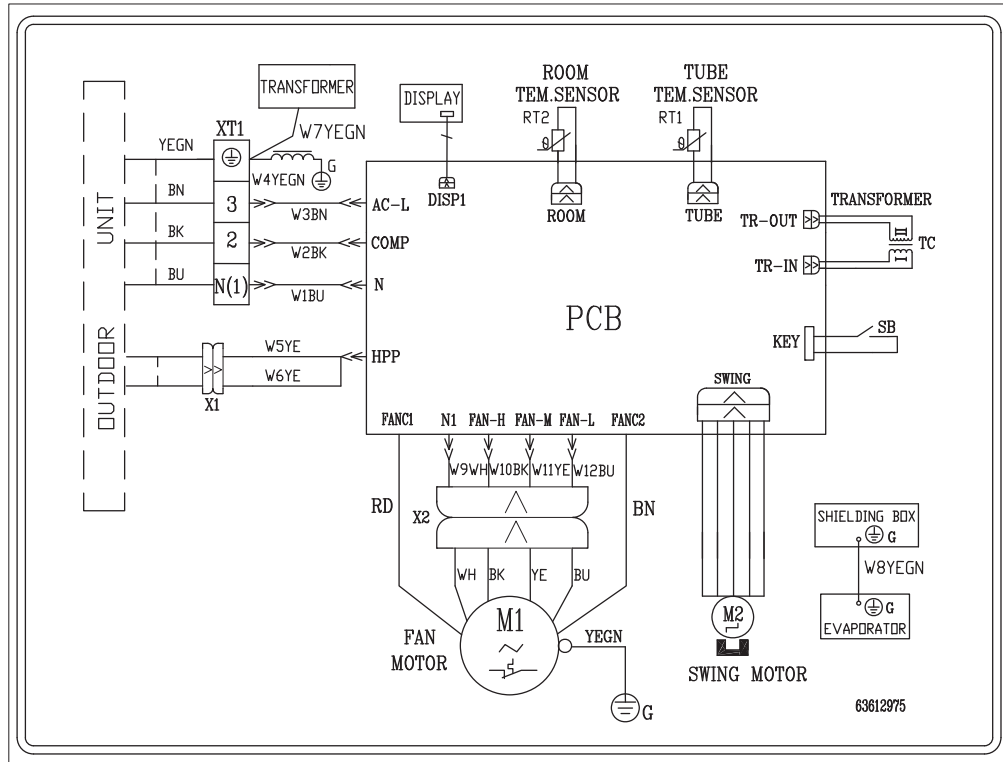 ROOM
TEM.SENSOR
TUBE
TEM.SENSOR
TRANSFORMER
DISPLAY
RT2
RT1
θ
θ
XT1
W7YEGN
YEGN
G
W4YEGN
DISP1
ROOM
TUBE
BN
3
W3BN
AC-L
BK
2
W2BK
COMP
BU
N(1)
W1BU
N
UNIT
OUTDOOR
TRANSFORMER
TR-OUT
II
TC
I
TR-IN
PCB
KEY
SB
W5YE
HPP
W6YE
X1
SWING
FANC1
N1
FAN-H
FAN-M
FAN-L
FANC2
W9WH
W10BK
W11YE
W12BU
RD
X2
BN
WH
BK
YE
BU
M1
FAN
MOTOR
YEGN
G
M2
SWING MOTOR
SHIELDING BOX
G
W8YEGN
G
EVAPORATOR
63612975